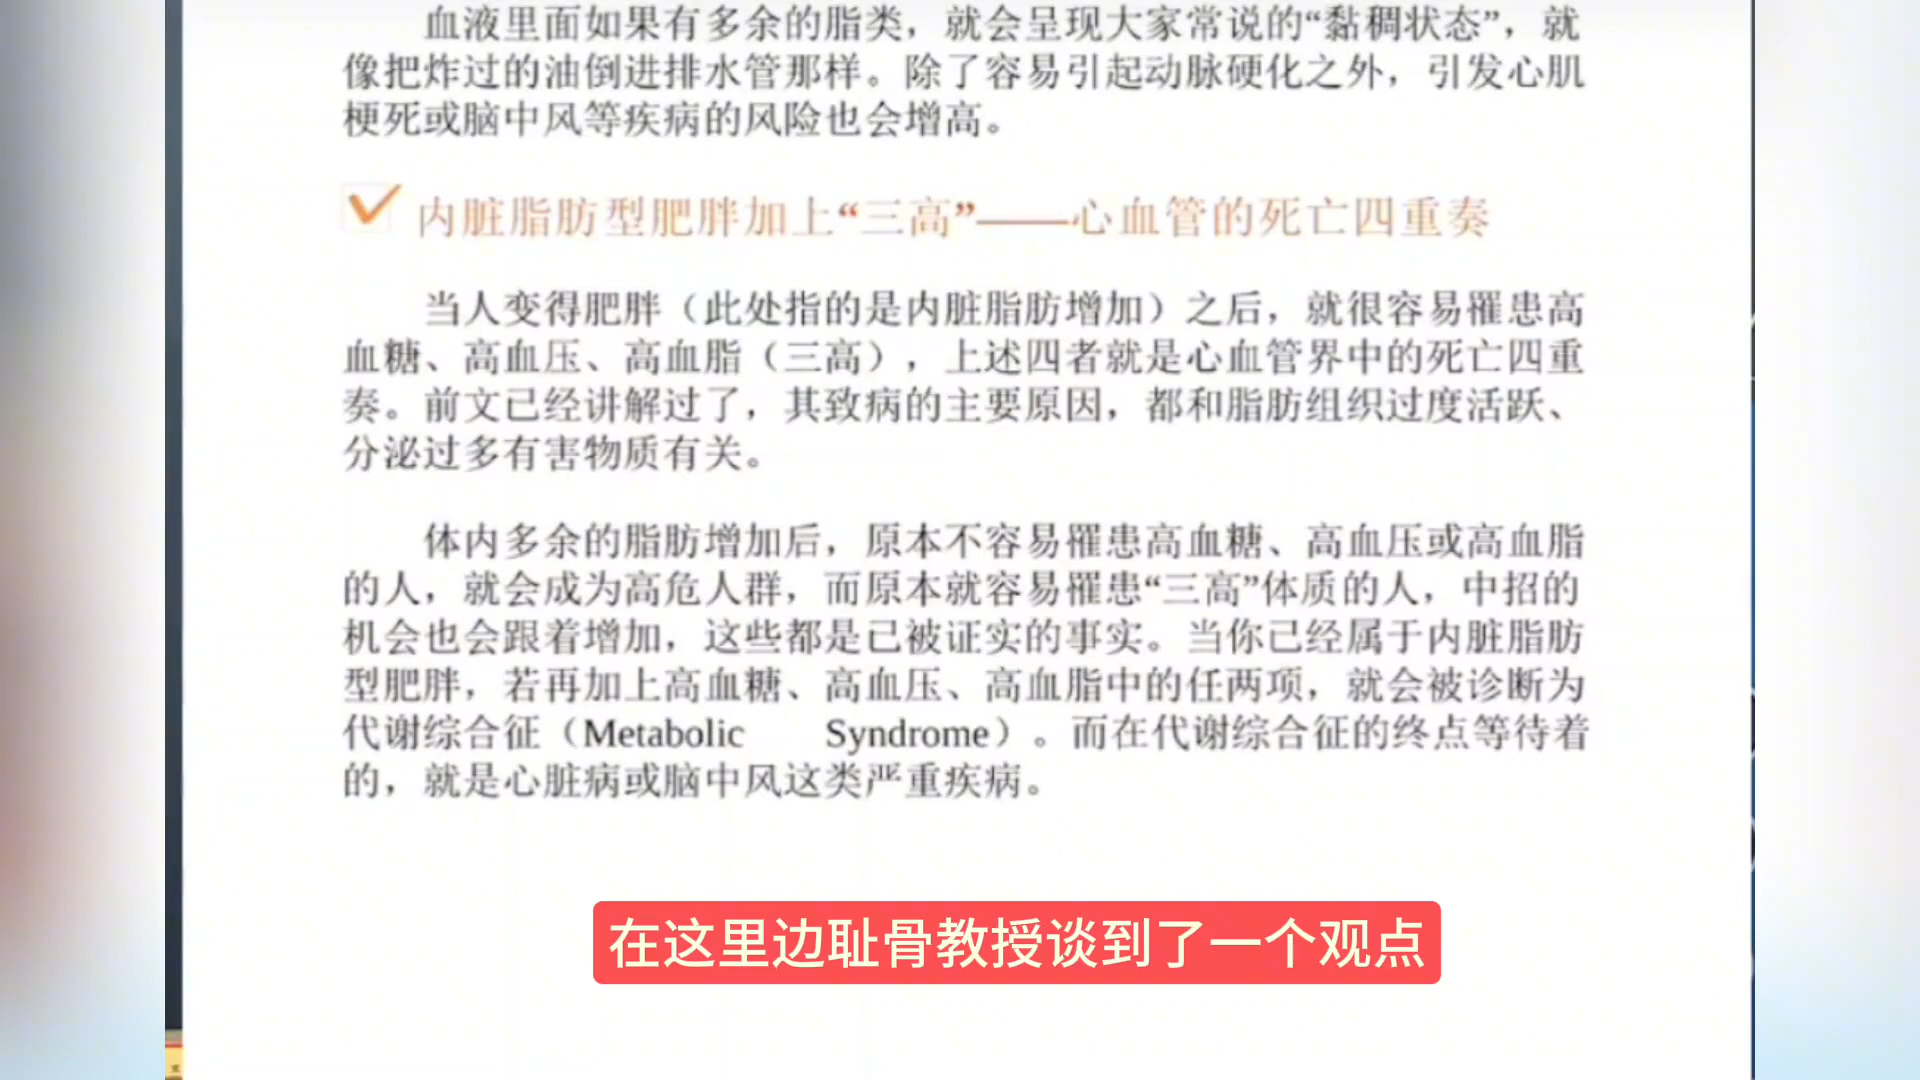 血液里面如果有多余的脂类，就会呈现大家常说的“黏稠状态”，就
像把炸过的油倒进排水管那样。除了容易引起动脉硬化之外，引发心肌
梗死或脑中风等疾病的风险也会增高。
内脏脂肪型肥胖加上“三高”——心血管的死亡四重奏
当人变得肥胖（此处指的是内脏脂肪增加）之后，就很容易罹患高
血糖、高血压、高血脂（三高），上述四者就是心血管界中的死亡四重
奏。前文已经讲解过了，其致病的主要原因，都和脂肪组织过度活跃、
分泌过多有害物质有关。
体内多余的脂肪增加后，原本不容易罹患高血糖、高血压或高血脂
的人，就会成为高危人群，而原本就容易罹患“三高”体质的人，中招的
机会也会跟着增加，这些都是已被证实的事实。当你已经属于内脏脂肪
型肥胖，若再加上高血糖、高血压、高血脂中的任两项，就会被诊断为
代谢综合征（Metabolic Syndrome）。而在代谢综合征的终点等待着
的，就是心脏病或脑中风这类严重疾病。
在这里边耻骨教授谈到了一个观点